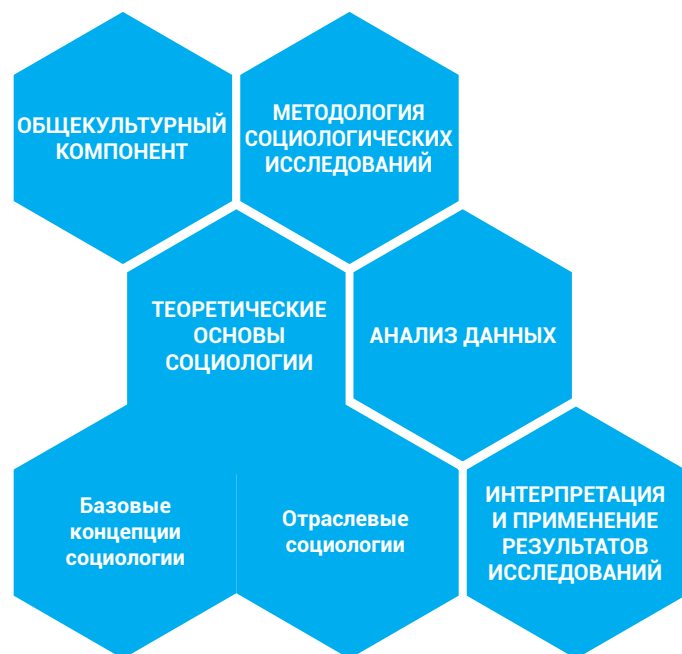 ОБЩЕКУЛЬТУРНЫЙ
КОМПОНЕНТ
МЕТОДОЛОГИЯ
СОЦИОЛОГИЧЕСКИХ
ИССЛЕДОВАНИЙ
ТЕОРЕТИЧЕСКИЕ
ОСНОВЫ
СОЦИОЛОГИИ
АНАЛИЗ ДАННЫХ
Базовые
концепции
социологии
Отраслевые
социологии
ИНТЕРПРЕТАЦИЯ
И ПРИМЕНЕНИЕ
РЕЗУЛЬТАТОВ
ИССЛЕДОВАНИЙ